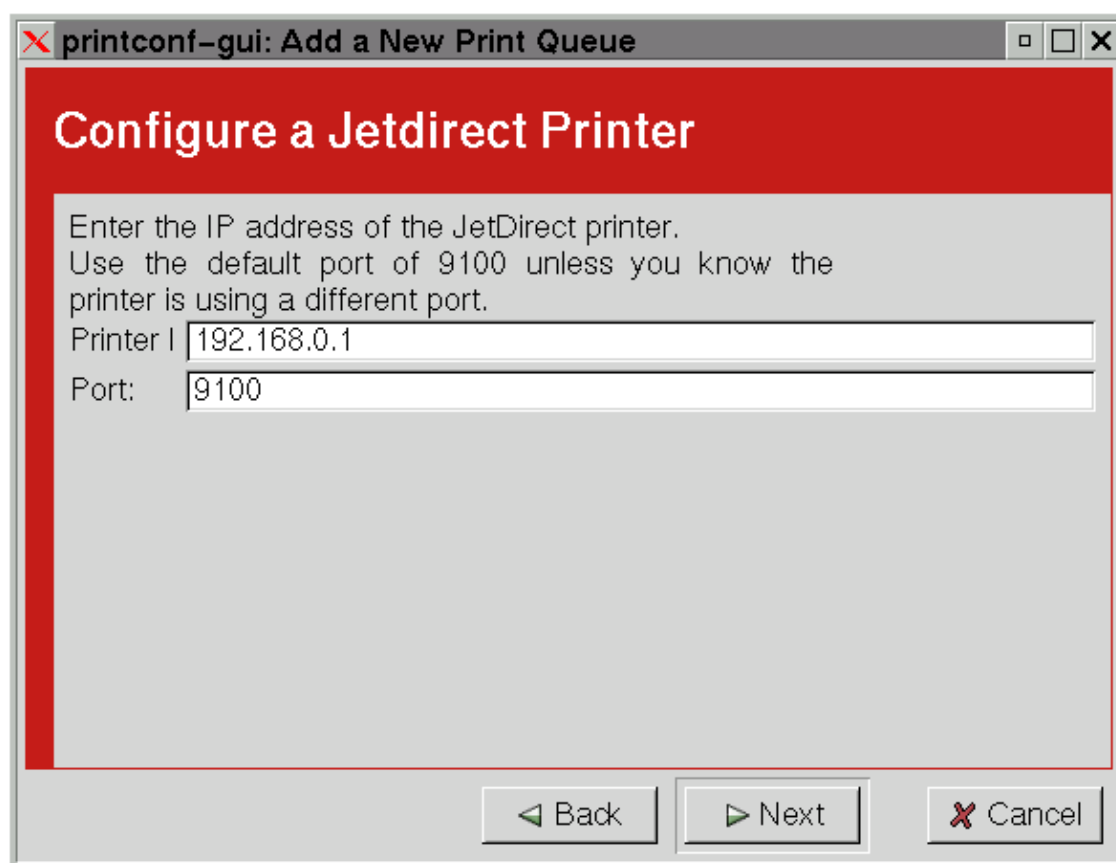 printconf-gui: Add a New Print Queue
Configure a Jetdirect Printer
Enter the IP address of the JetDirect printer.
Use the default port of 9100 unless you know the
printer is using a different port.
Printer I 192.168.0.1
Port: 9100
Back Next Cancel